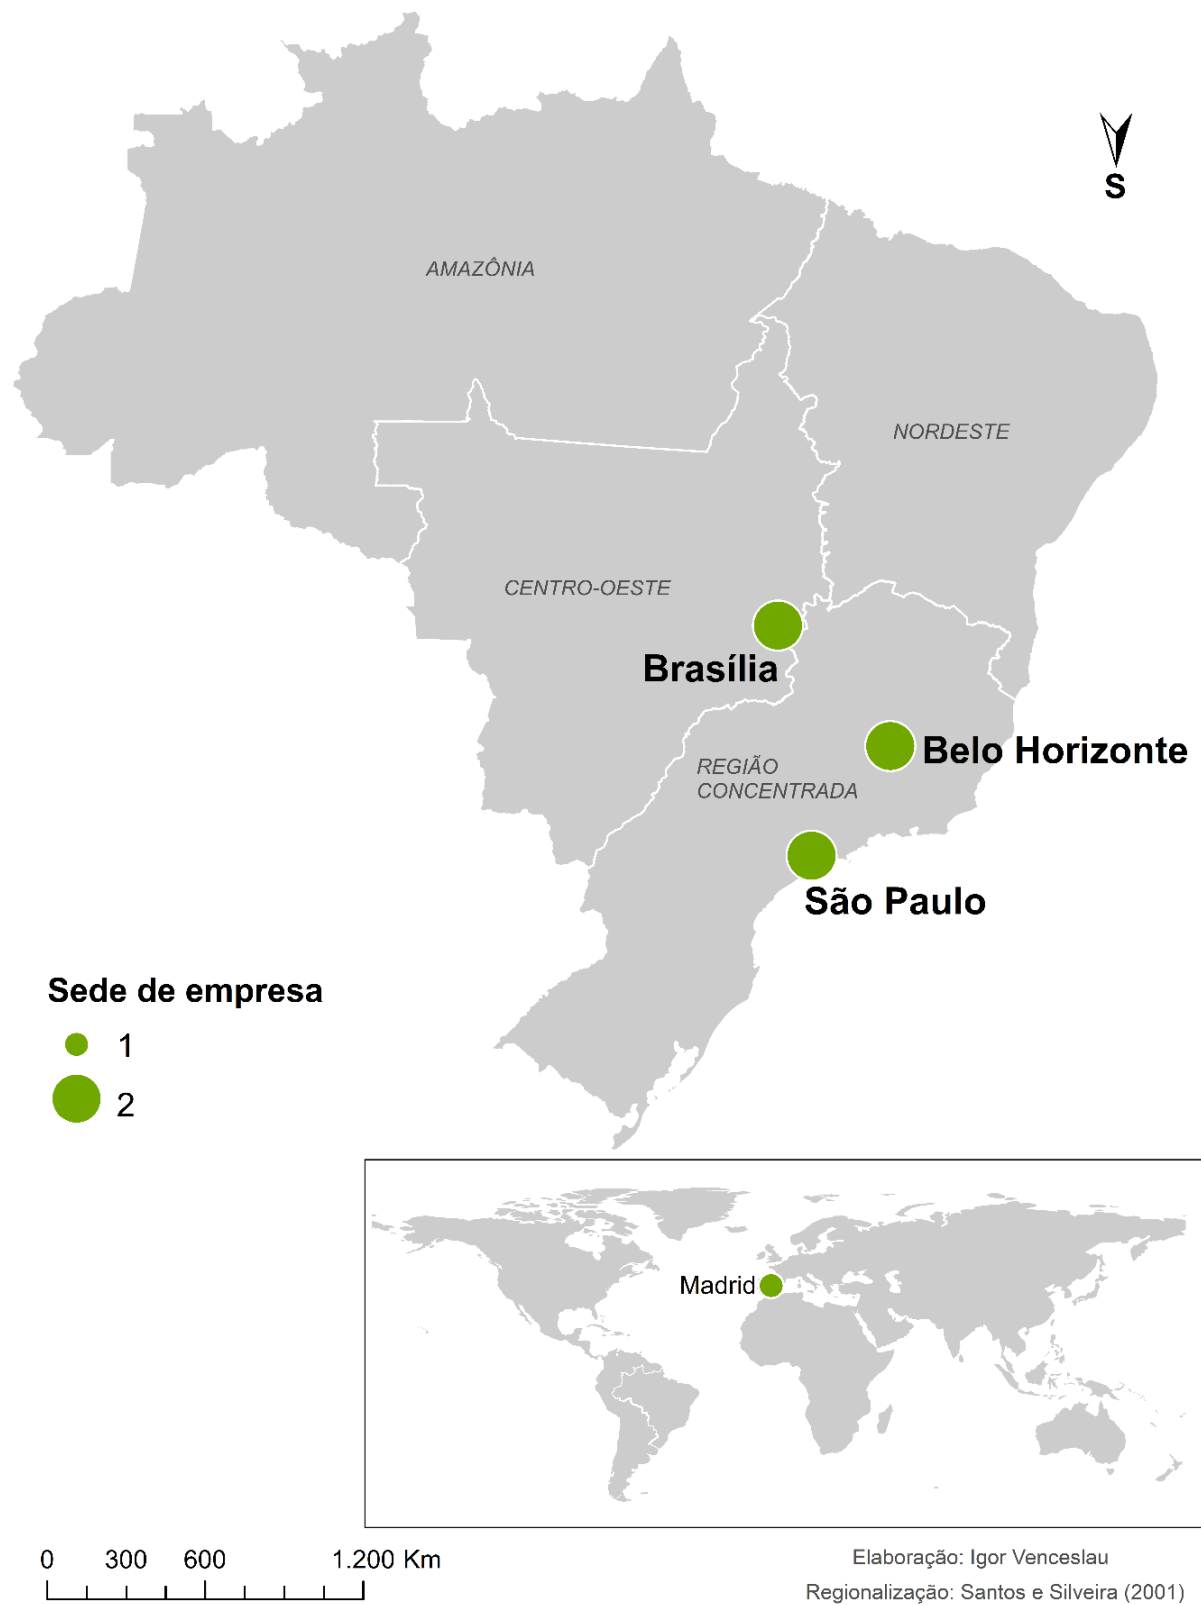 S
AMAZÔNIA
NORDESTE
CENTRO-OESTE
Brasília
Belo Horizonte
REGIÃO
CONCENTRADA
São Paulo
Sede de empresa
1
2
Madrid
0 300 600 1.200 Km
Elaboração: Igor Venceslau
Regionalização: Santos e Silveira (2001)